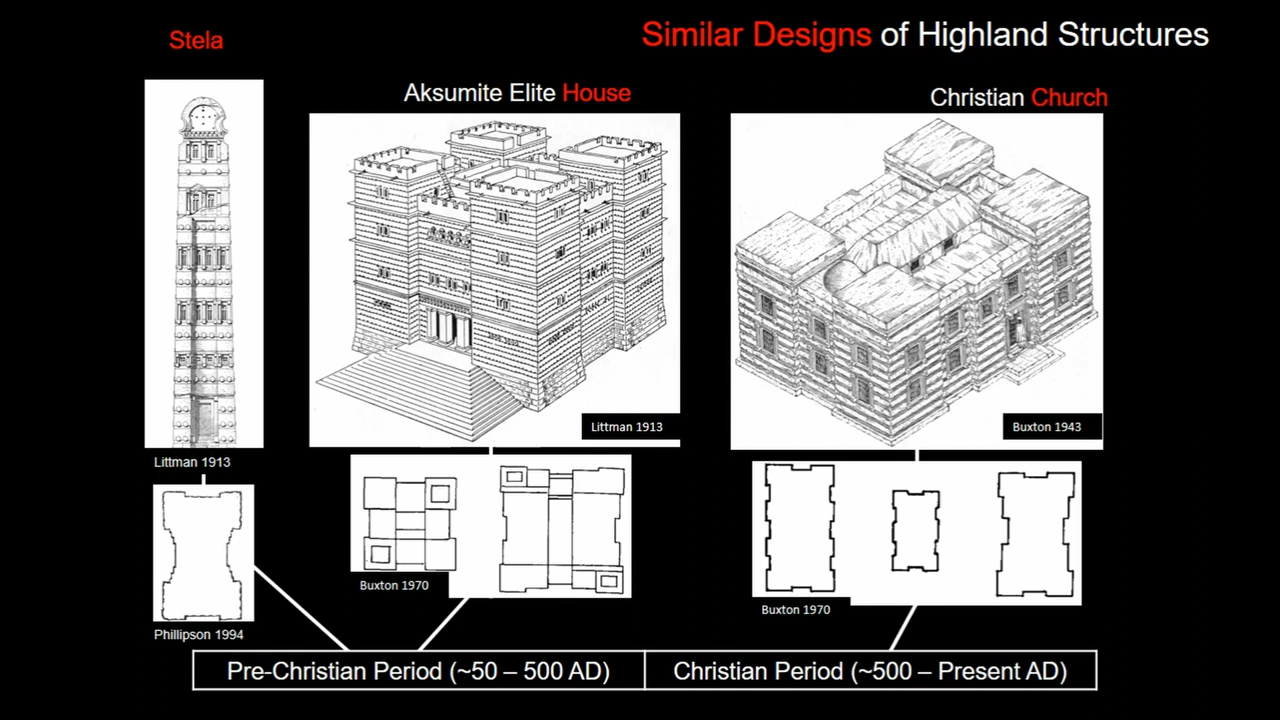 Similar Designs of Highland Structures
Stela
Aksumite Elite House
Christian Church
Littman 1913
Buxton 1943
Littman 1913
Buxton 1970
Buxton 1970
Phillipson 1994
Pre-Christian Period (~50 – 500 AD)
Christian Period (~500 – Present AD)